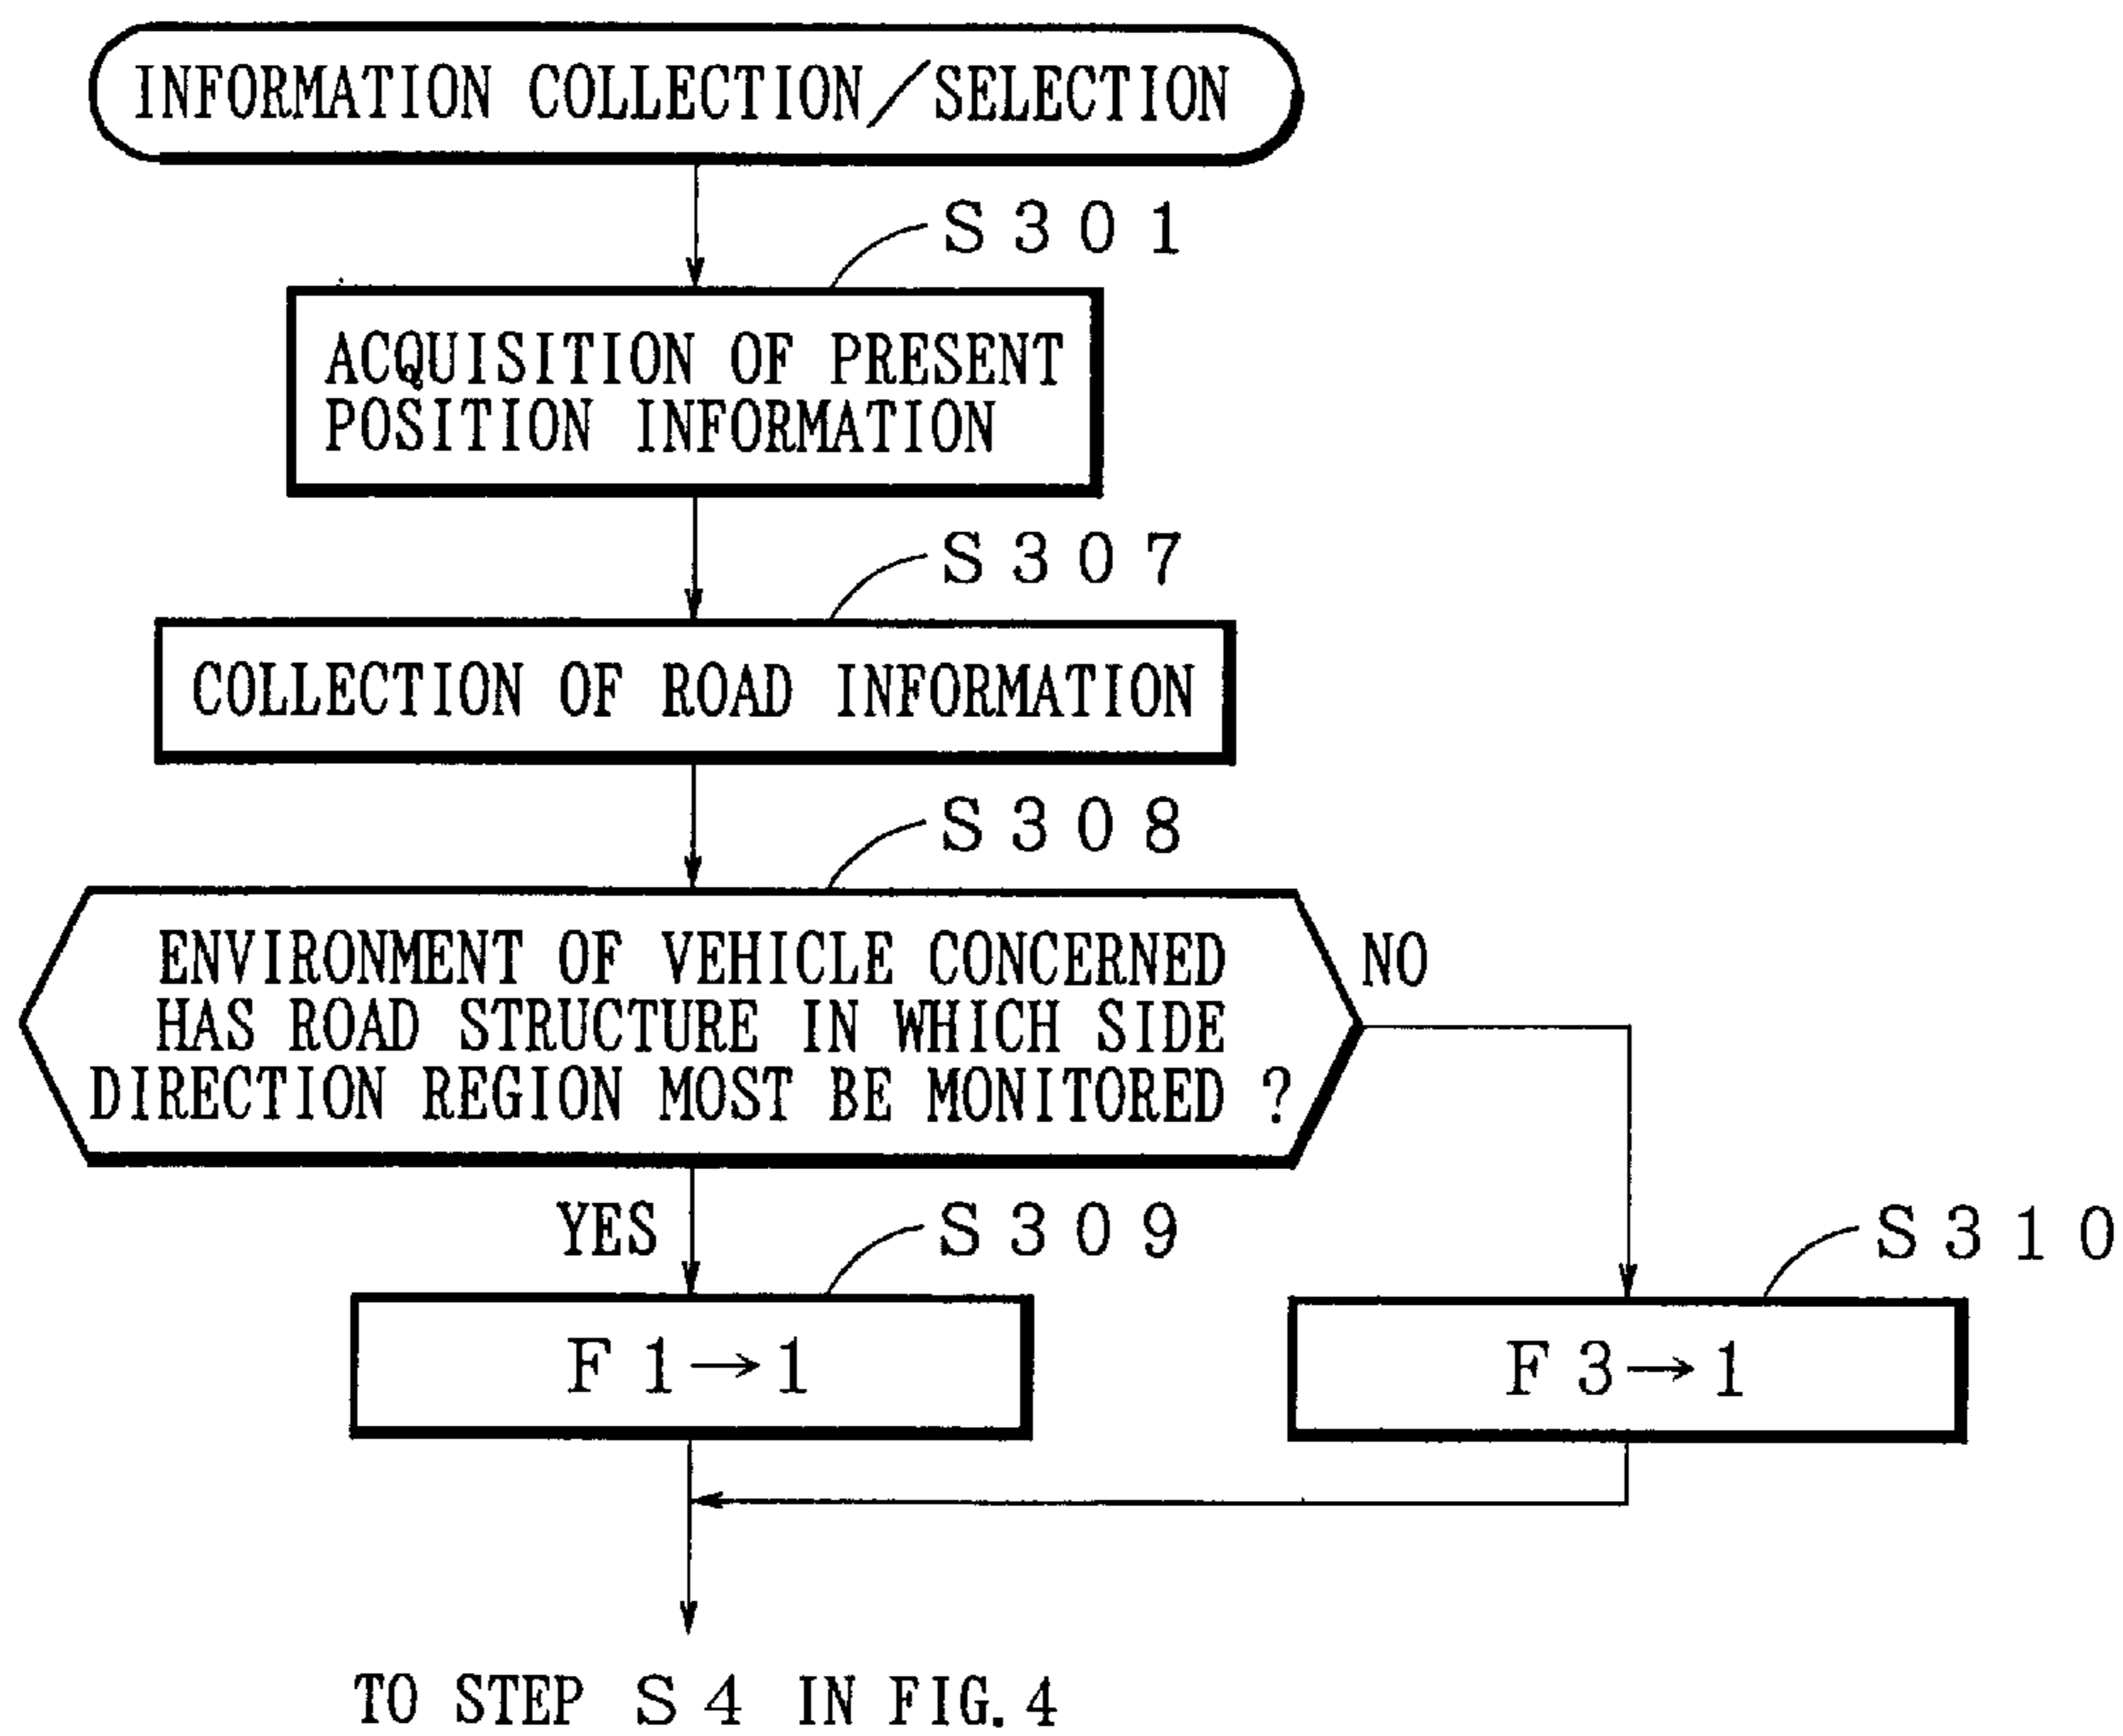 INFORMATION COLLECTION/SELECTION
S301
ACQUISITION OF PRESENT
POSITION INFORMATION
S307
COLLECTION OF ROAD INFORMATION
S308
ENVIRONMENT OF VEHICLE CONCERNED
HAS ROAD STRUCTURE IN WHICH SIDE
DIRECTION REGION MOST BE MONITORED ?
NO
YES
S309
S310
F1→1
F3→1
TO STEP S4 IN FIG.4